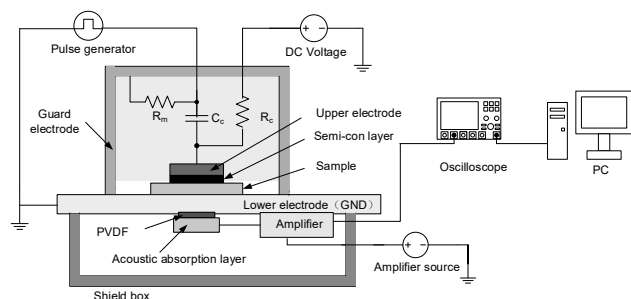 Pulse generator
DC Voltage
Guard
electrode
Rm
Cc
Rc
Upper electrode
Semi-con layer
Sample
Oscilloscope
PC
Lower electrode（GND）
PVDF
Amplifier
Acoustic absorption layer
Amplifier source
Shield box